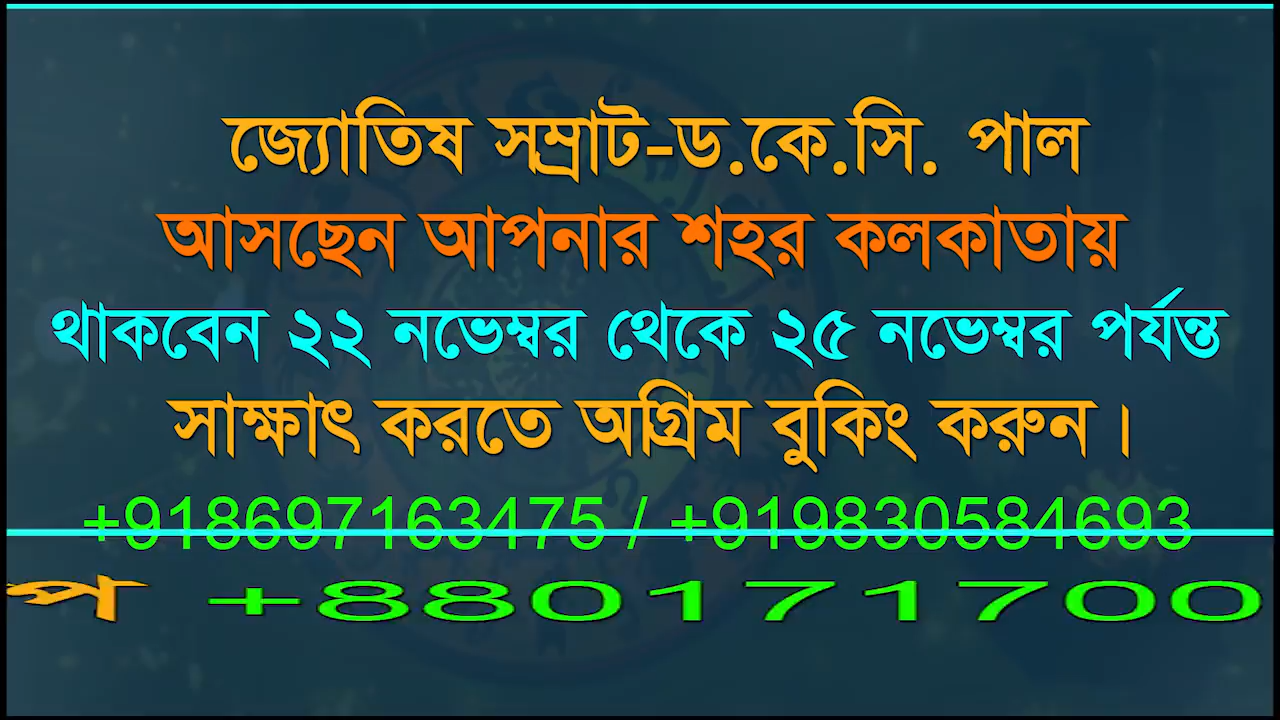 জ্যোতিষ সম্রাট-ড.কে.সি. পাল
আসছেন আপনার শহর কলকাতায়
থাকবেন ২২ নভেম্বর থেকে ২৫ নভেম্বর পর্যন্ত
সাক্ষাৎ করতে অগ্রিম বুকিং করুন।
+918697163475 / +919830584693
প +880171700